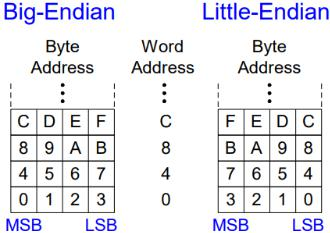 Big-Endian Little-Endian
Byte Address Word Address Byte Address
C D E F C F E D C
8 9 A B 8 B A 9 8
4 5 6 7 4 7 6 5 4
0 1 2 3 0 3 2 1 0
MSB LSB MSB LSB